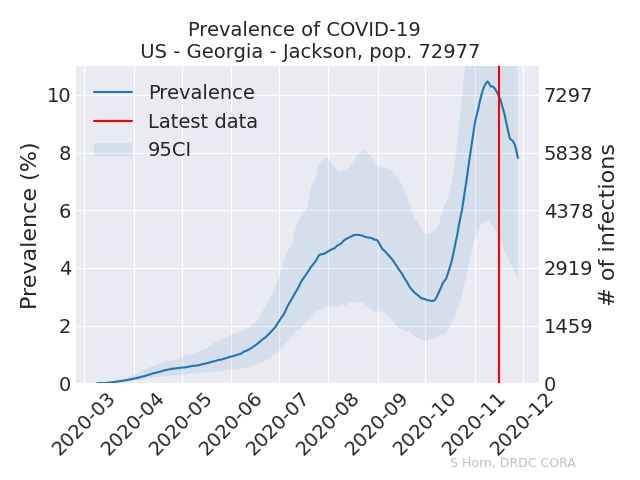 Prevalence of COVID-19
US - Georgia - Jackson, pop. 72977
Prevalence
Latest data
95CI
Prevalence (%)
10
8
6
4
2
0
7297
5838
4378
2919
1459
0
# of infections
2020-03
2020-04
2020-05
2020-06
2020-07
2020-08
2020-09
2020-10
2020-11
2020-12
S Horn, DRDC CORA